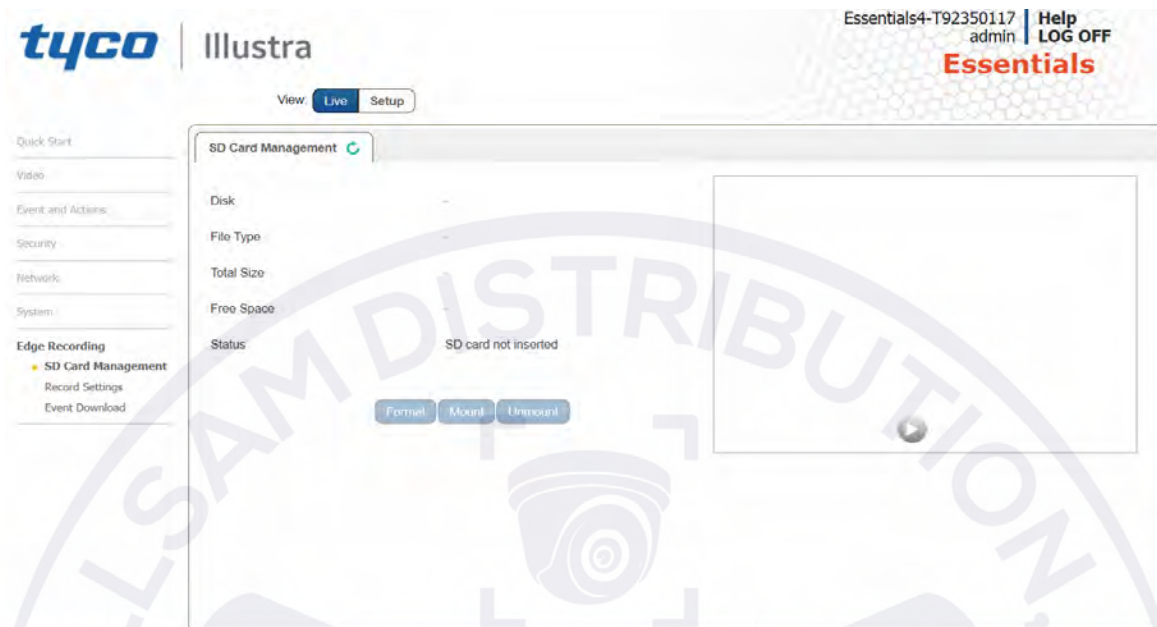 tyco
Illustra
Essentials4-T92350117
Help
admin
LOG OFF
Essentials
View:
Live
Setup
Quick Start
Video
Event and Actions
Security
Network
System
Edge Recording
SD Card Management
Record Settings
Event Download
SD Card Management
Disk
-
File Type
-
Total Size
-
Free Space
-
Status
SD card not inserted
Format
Mount
Unmount